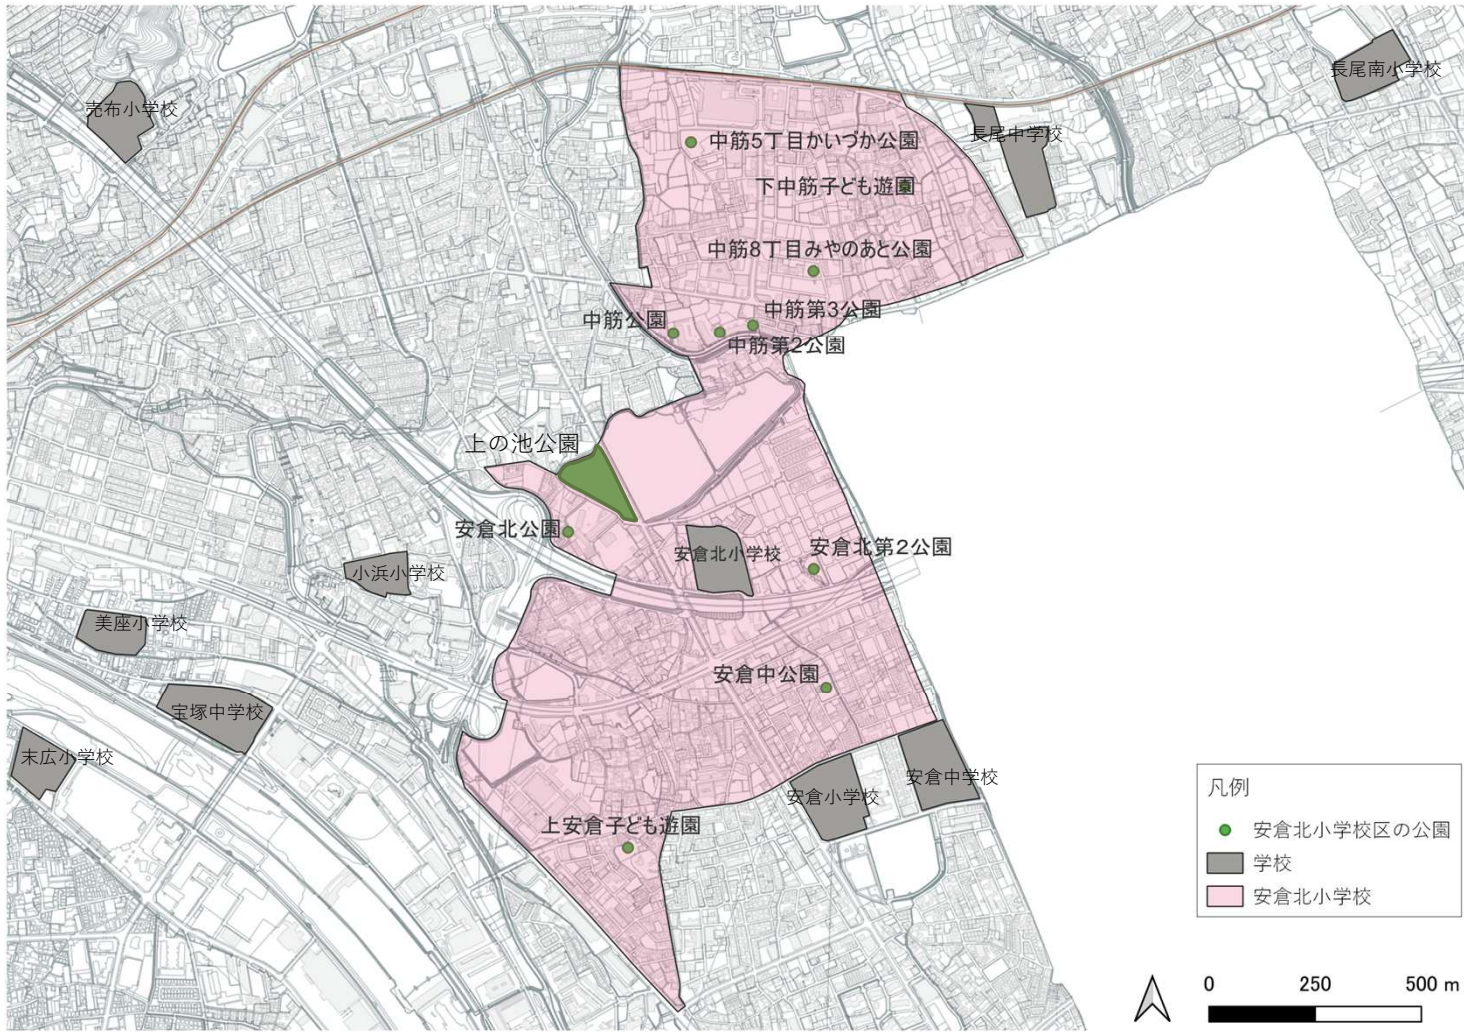 売布小学校
長尾南小学校
長尾中学校
中筋5丁目かいづか公園
下中筋子ども遊園
中筋8丁目みやのあと公園
中筋第3公園
中筋公園
中筋第2公園
上の池公園
安倉北公園
安倉北小学校
安倉北第2公園
小浜小学校
美座小学校
安倉中公園
宝塚中学校
末広小学校
安倉中学校
安倉小学校
上安倉子ども遊園
凡例
安倉北小学校区の公園
学校
安倉北小学校
0 250 500 m